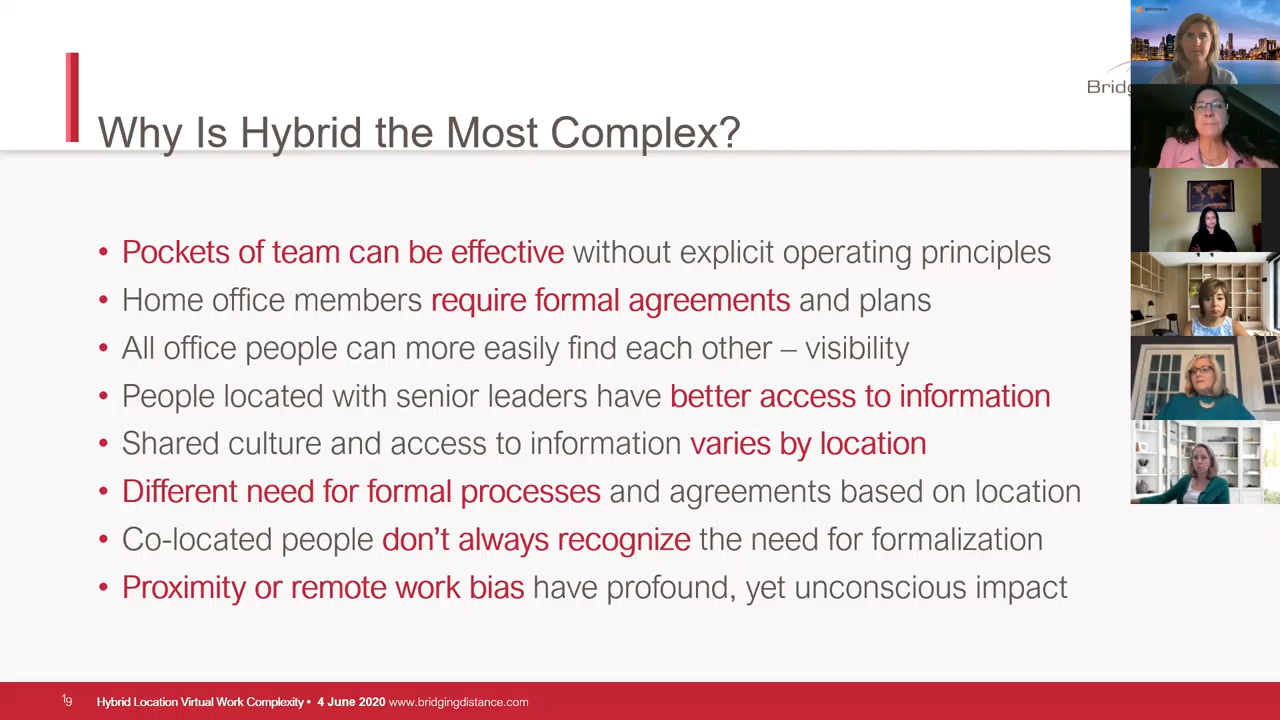 Why Is Hybrid the Most Complex?
• Pockets of team can be effective without explicit operating principles
• Home office members require formal agreements and plans
• All office people can more easily find each other – visibility
• People located with senior leaders have better access to information
• Shared culture and access to information varies by location
• Different need for formal processes and agreements based on location
• Co-located people don't always recognize the need for formalization
• Proximity or remote work bias have profound, yet unconscious impact
19 Hybrid Location Virtual Work Complexity • 4 June 2020 www.bridgingdistance.com